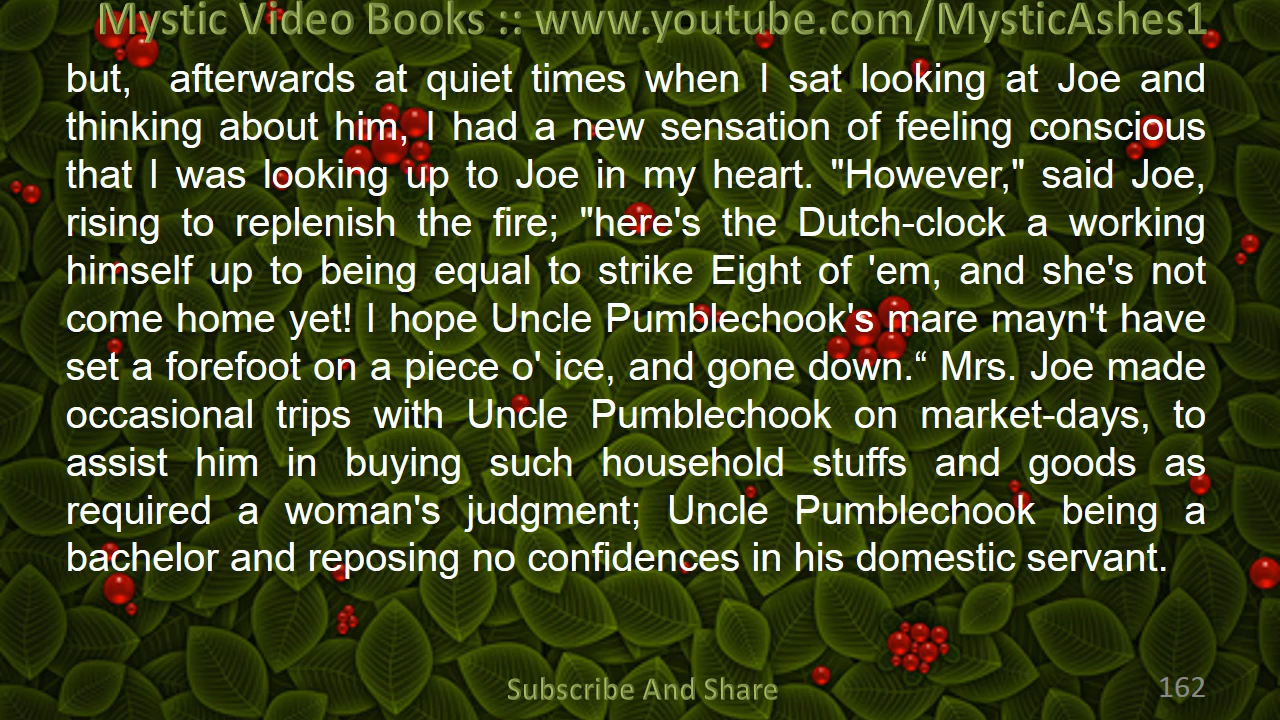 Mystic Video Books :: www.youtube.com/MysticAshes1
but,  afterwards at quiet times when I sat looking at Joe and
thinking about him, I had a new sensation of feeling conscious
that I was looking up to Joe in my heart. "However," said Joe,
rising to replenish the fire; "here's the Dutch-clock a working
himself up to being equal to strike Eight of 'em, and she's not
come home yet! I hope Uncle Pumblechook's mare mayn't have
set a forefoot on a piece o' ice, and gone down.“ Mrs. Joe made
occasional trips with Uncle Pumblechook on market-days, to
assist him in buying such household stuffs and goods as
required a woman's judgment; Uncle Pumblechook being a
bachelor and reposing no confidences in his domestic servant.
Subscribe And Share
162